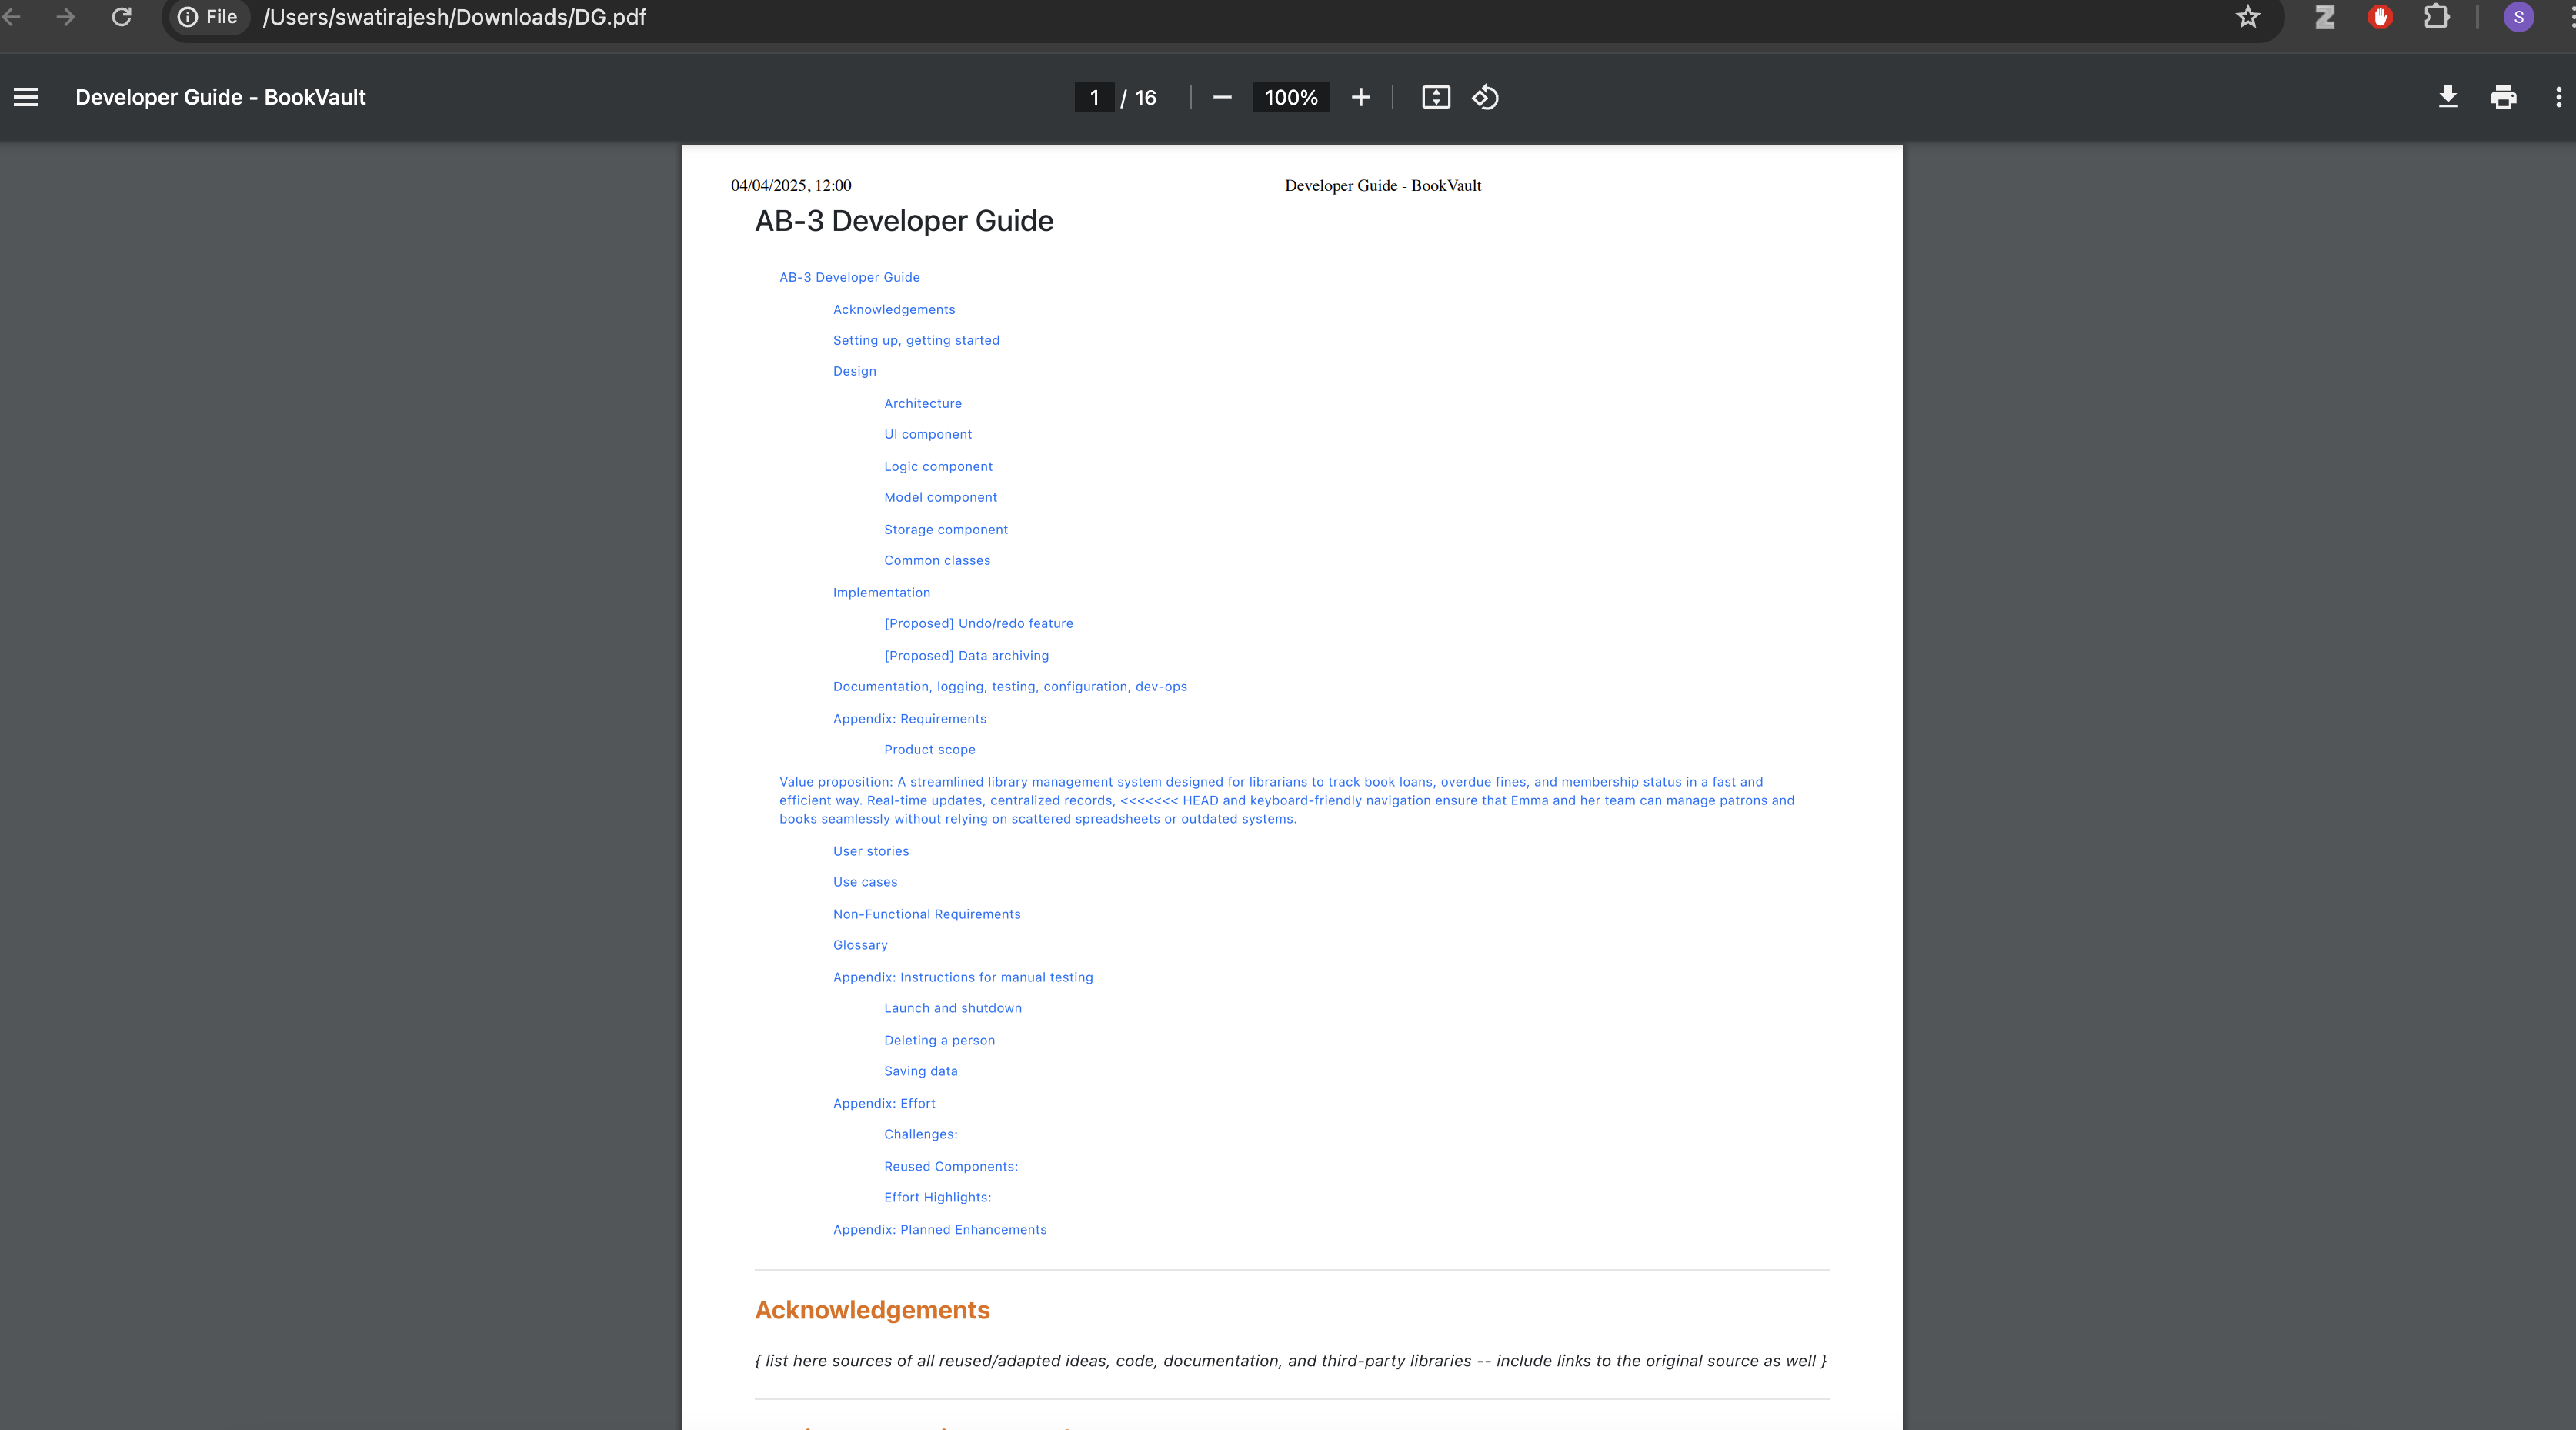 File
/Users/swatirajesh/Downloads/DG.pdf
S
Developer Guide - BookVault
1 / 16
100%
04/04/2025, 12:00
Developer Guide - BookVault
AB-3 Developer Guide
AB-3 Developer Guide
Acknowledgements
Setting up, getting started
Design
Architecture
UI component
Logic component
Model component
Storage component
Common classes
Implementation
[Proposed] Undo/redo feature
[Proposed] Data archiving
Documentation, logging, testing, configuration, dev-ops
Appendix: Requirements
Product scope
Value proposition: A streamlined library management system designed for librarians to track book loans, overdue fines, and membership status in a fast and
efficient way. Real-time updates, centralized records, <<<<<<< HEAD and keyboard-friendly navigation ensure that Emma and her team can manage patrons and
books seamlessly without relying on scattered spreadsheets or outdated systems.
User stories
Use cases
Non-Functional Requirements
Glossary
Appendix: Instructions for manual testing
Launch and shutdown
Deleting a person
Saving data
Appendix: Effort
Challenges:
Reused Components:
Effort Highlights:
Appendix: Planned Enhancements
Acknowledgements
{ list here sources of all reused/adapted ideas, code, documentation, and third-party libraries -- include links to the original source as well }